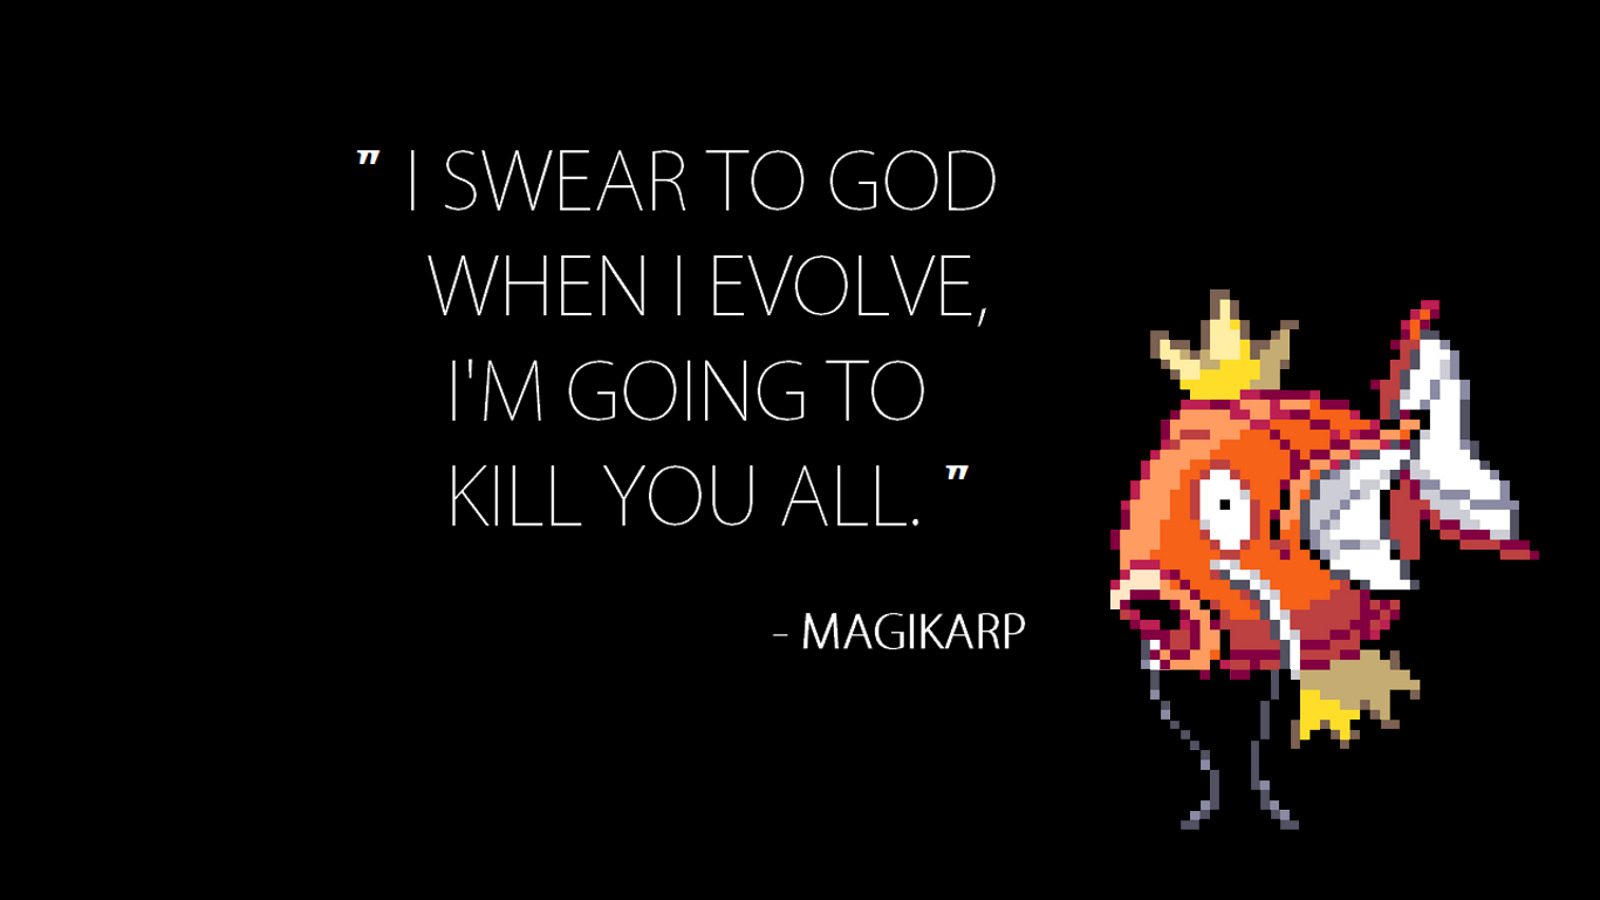 " I SWEAR TO GOD
WHEN I EVOLVE,
I'M GOING TO
KILL YOU ALL. "
- MAGIKARP